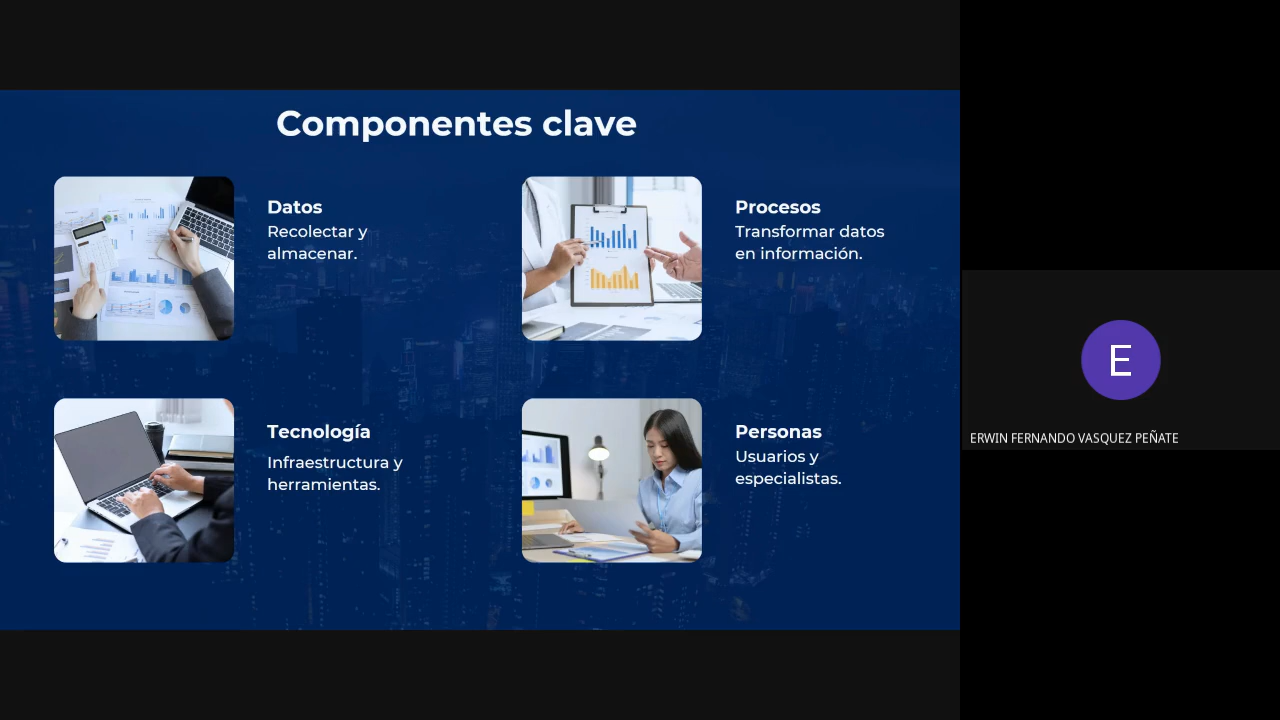 Componentes clave
Datos
Recolectar y
almacenar.
Procesos
Transformar datos
en información.
Tecnología
Infraestructura y
herramientas.
Personas
Usuarios y
especialistas.
E
ERWIN FERNANDO VASQUEZ PEÑATE